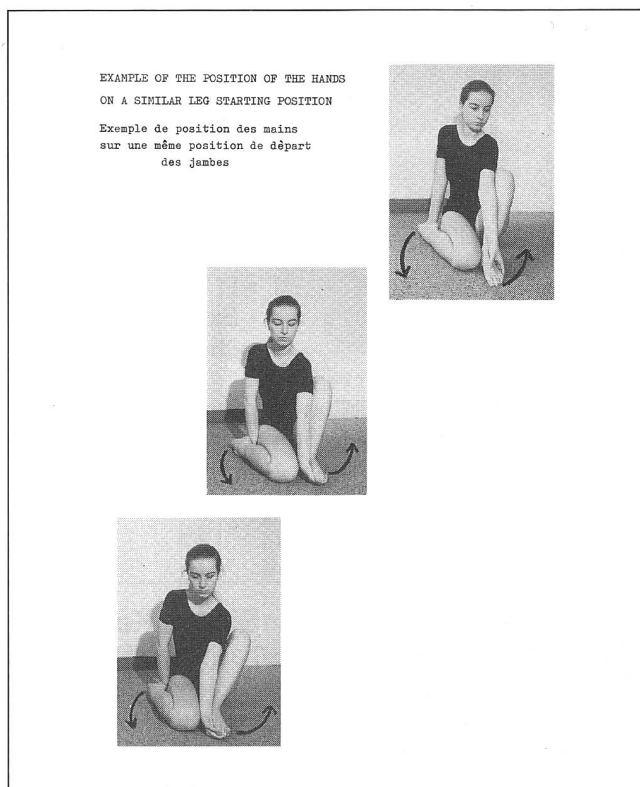 EXAMPLE OF THE POSITION OF THE HANDS
ON A SIMILAR LEG STARTING POSITION
Exemple de position des mains
sur une même position de dèpart
des jambes